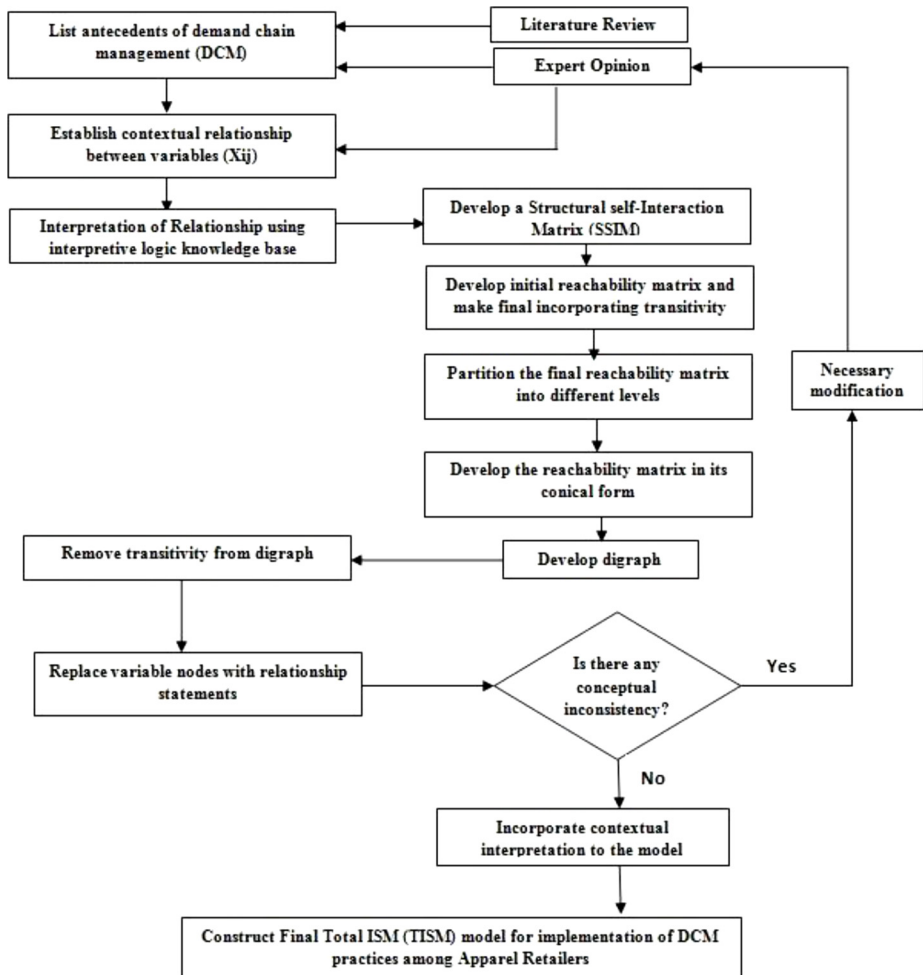 List antecedents of demand chain
management (DCM)
Literature Review
Expert Opinion
Establish contextual relationship
between variables (Xij)
Interpretation of Relationship using
interpretive logic knowledge base
Develop a Structural self-Interaction
Matrix (SSIM)
Develop initial reachability matrix and
make final incorporating transitivity
Partition the final reachability matrix
into different levels
Necessary
modification
Develop the reachability matrix in its
conical form
Develop digraph
Remove transitivity from digraph
Replace variable nodes with relationship
statements
Is there any
conceptual
inconsistency?
Yes
No
Incorporate contextual
interpretation to the model
Construct Final Total ISM (TISM) model for implementation of DCM
practices among Apparel Retailers